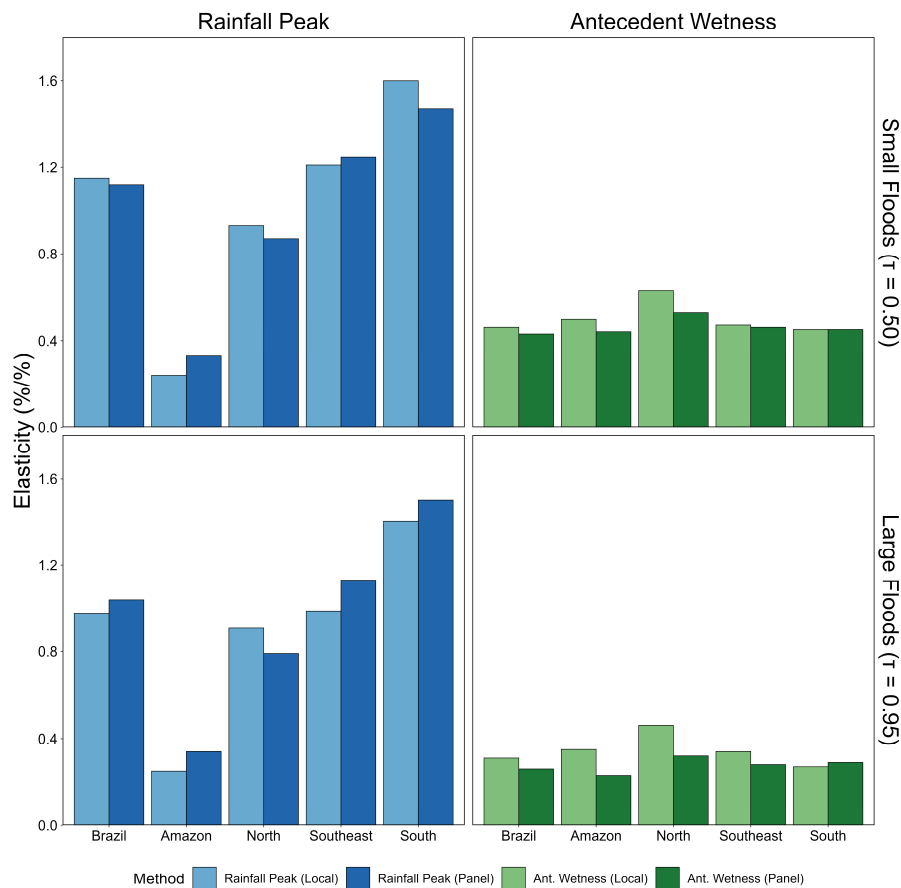 Rainfall Peak
Antecedent Wetness
Elasticity (%/%)
1.6
1.2
0.8
0.4
0.0
Small Floods (τ = 0.50)
1.6
1.2
0.8
0.4
0.0
Large Floods (τ = 0.95)
Brazil Amazon North Southeast South
Brazil Amazon North Southeast South
Method Rainfall Peak (Local) Rainfall Peak (Panel) Ant. Wetness (Local) Ant. Wetness (Panel)